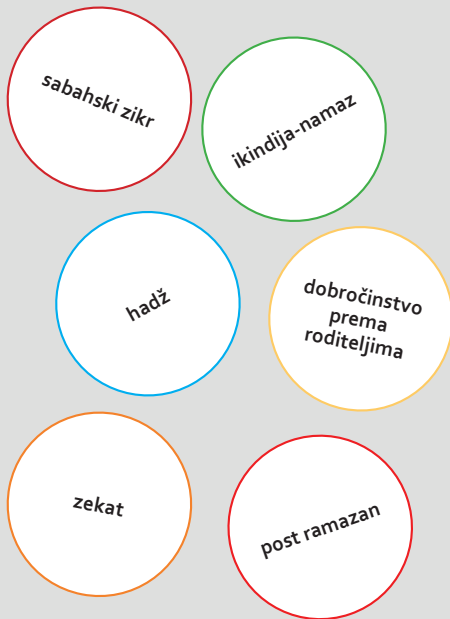 sabahski zikr
ikindija-namaz
hadž
dobročinstvo
prema
roditeljima
zekat
post ramazan